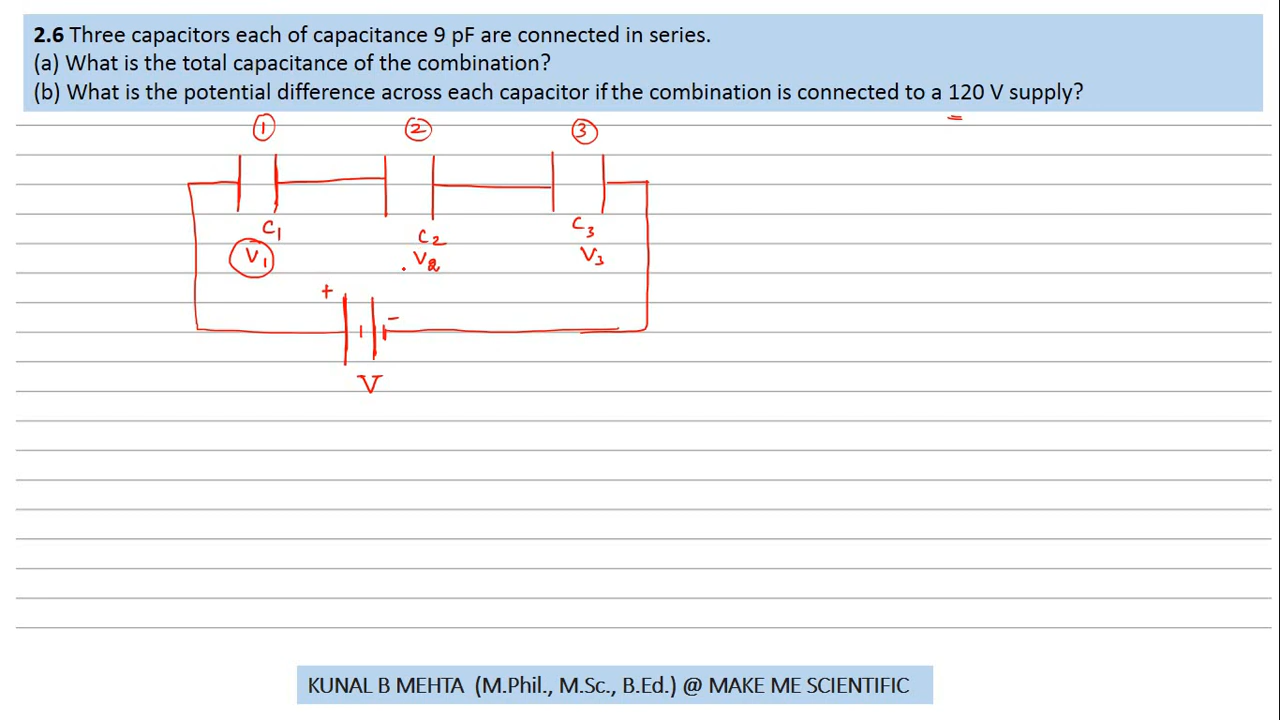 2.6 Three capacitors each of capacitance 9 pF are connected in series.
(a) What is the total capacitance of the combination?
(b) What is the potential difference across each capacitor if the combination is connected to a 120 V supply?
1 2 3
C1 C2 C3
V1 V2 V3
+ -
V
KUNAL B MEHTA (M.Phil., M.Sc., B.Ed.) @ MAKE ME SCIENTIFIC